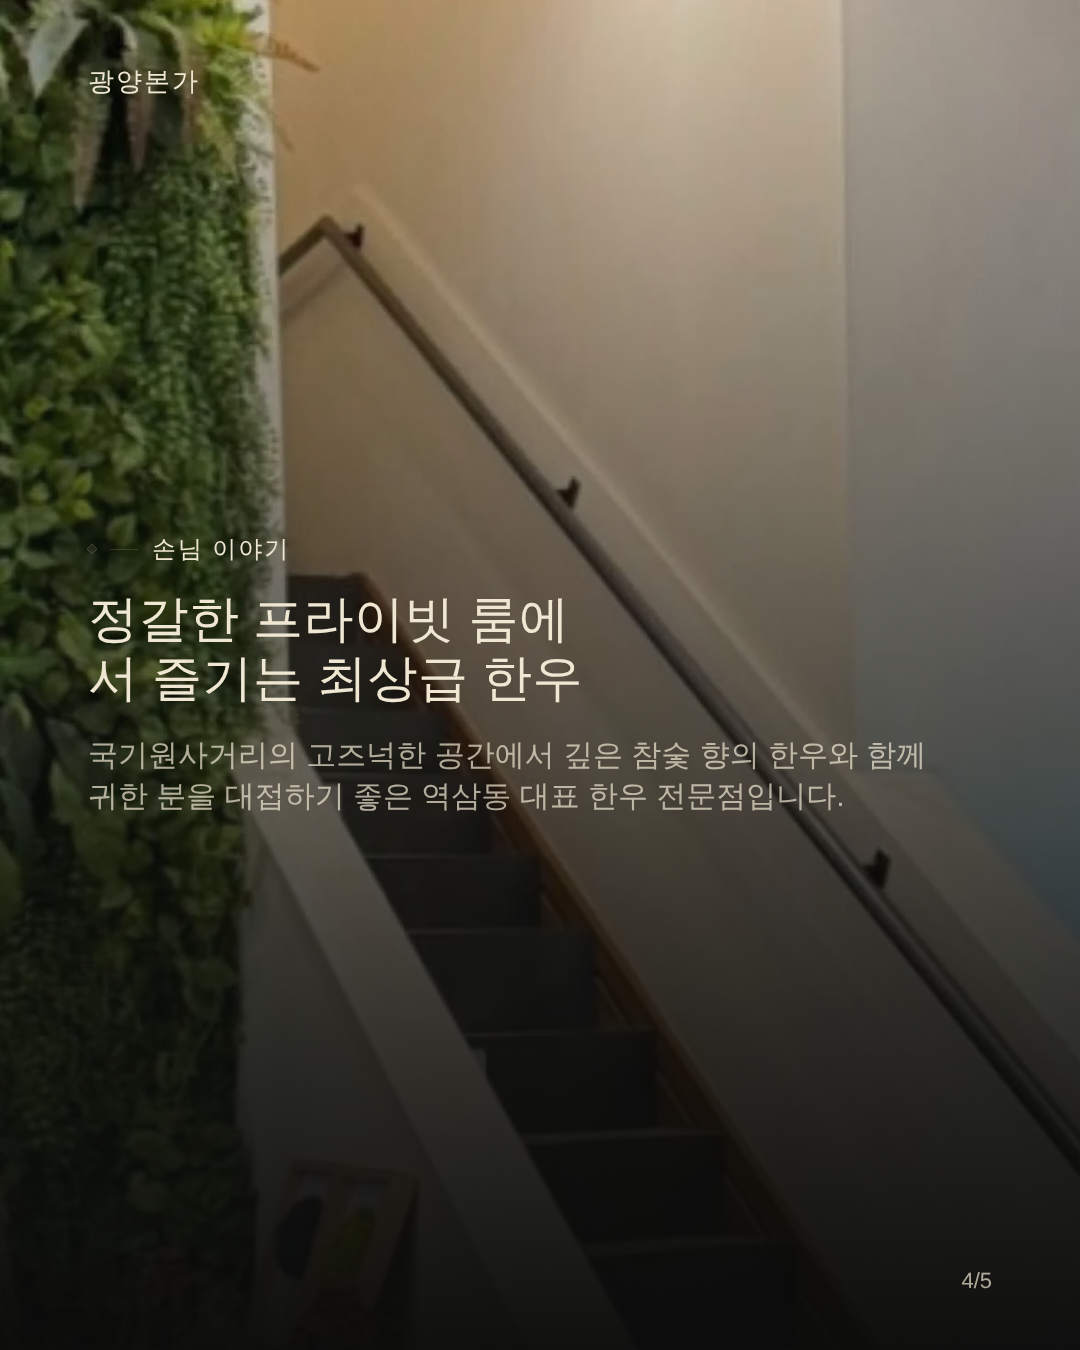 광양본가
손님 이야기
정갈한 프라이빗 룸에
서 즐기는 최상급 한우
국기원사거리의 고즈넉한 공간에서 깊은 참숯 향의 한우와 함께
귀한 분을 대접하기 좋은 역삼동 대표 한우 전문점입니다.
4/5